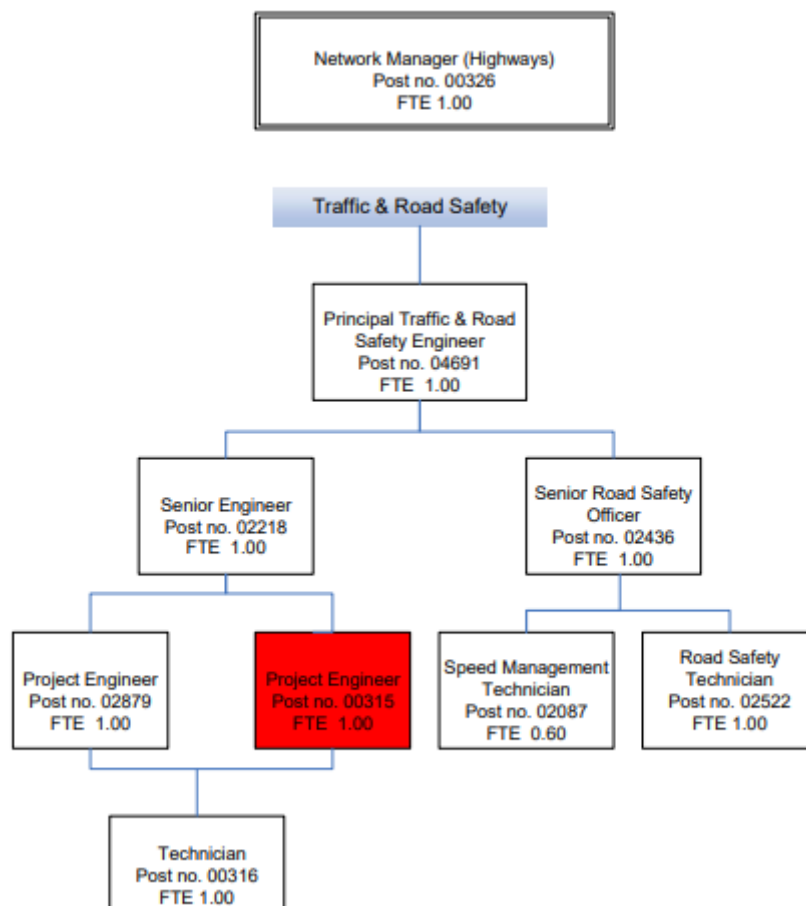 Network Manager (Highways)
Post no. 00326
FTE 1.00
Traffic & Road Safety
Principal Traffic & Road
Safety Engineer
Post no. 04691
FTE 1.00
Senior Engineer
Post no. 02218
FTE 1.00
Senior Road Safety
Officer
Post no. 02436
FTE 1.00
Project Engineer
Post no. 02879
FTE 1.00
Project Engineer
Post no. 00315
FTE 1.00
Speed Management
Technician
Post no. 02087
FTE 0.60
Road Safety
Technician
Post no. 02522
FTE 1.00
Technician
Post no. 00316
FTE 1.00